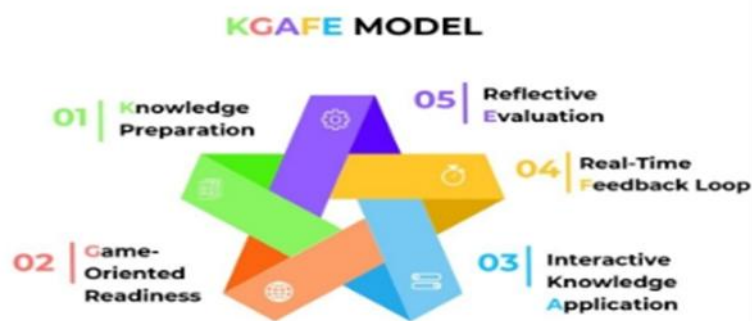 KGAFE MODEL
01
Knowledge
Preparation
02
Game-
Oriented
Readiness
03
Interactive
Knowledge
Application
04
Real-Time
Feedback Loop
05
Reflective
Evaluation